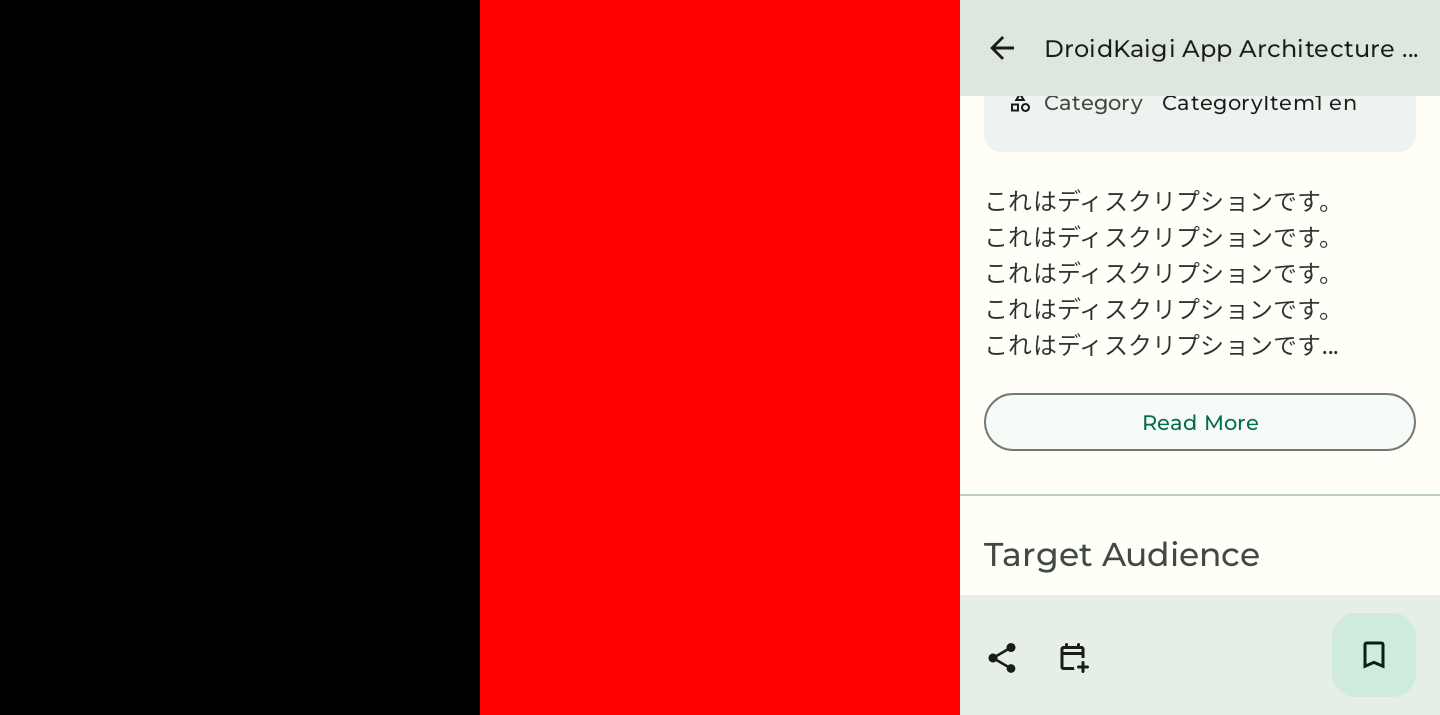 DroidKaigi App Architecture ...
Category CategoryItem1 en
これはディスクリプションです。
これはディスクリプションです。
これはディスクリプションです。
これはディスクリプションです。
これはディスクリプションです...
Read More
Target Audience